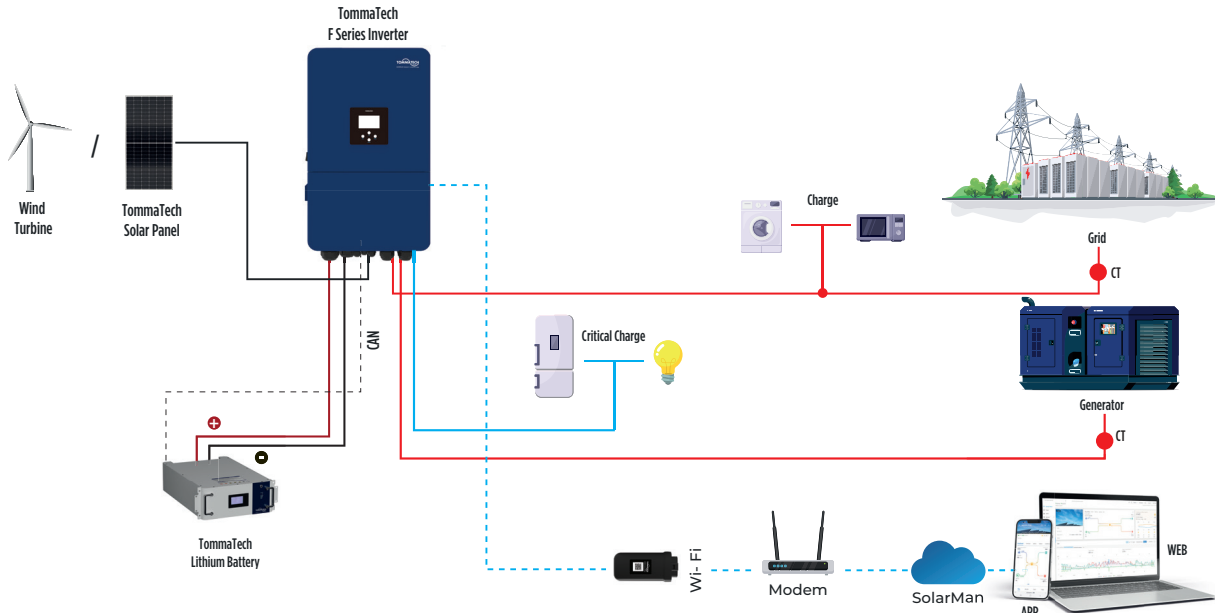 TommaTech
F Series Inverter
TOMMATECH
Wind
Turbine
/
TommaTech
Solar Panel
Charge
Grid
CT
CAN
Critical Charge
Generator
CT
+
-
TommaTech
Lithium Battery
Wi- Fi
Modem
SolarMan
APP
WEB